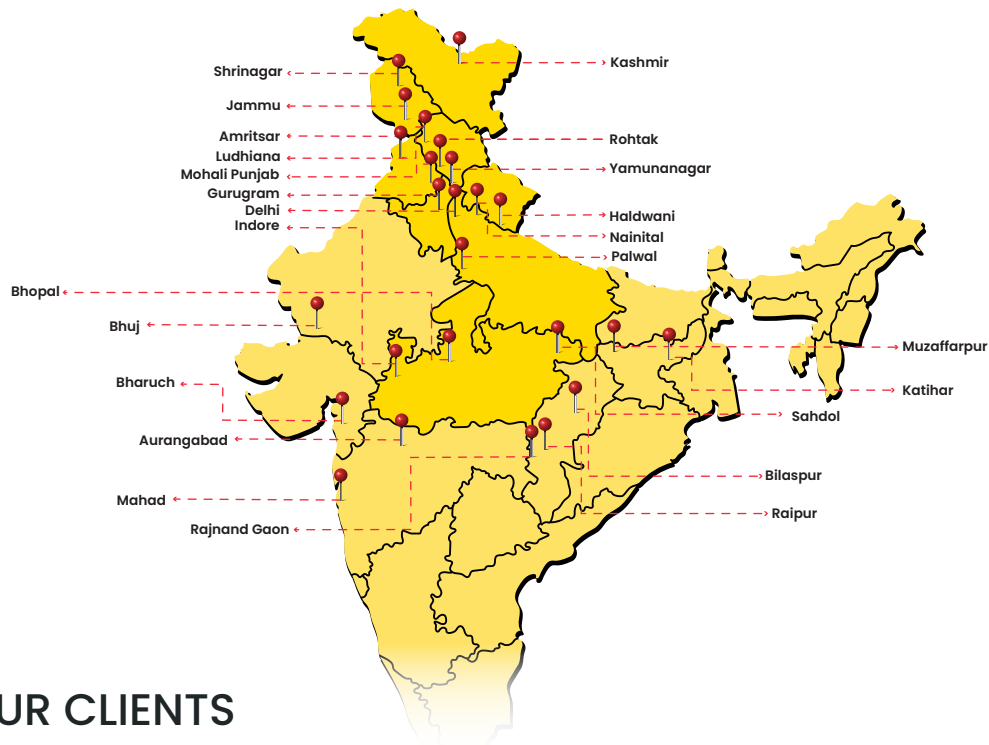 Kashmir
Shrinagar
Jammu
Amritsar
Rohtak
Ludhiana
Yamunanagar
Mohali Punjab
Gurugram
Delhi
Haldwani
Indore
Nainital
Palwal
Bhopal
Bhuj
Muzaffarpur
Bharuch
Katihar
Sahdol
Aurangabad
Bilaspur
Mahad
Raipur
Rajnand Gaon
UR CLIENTS